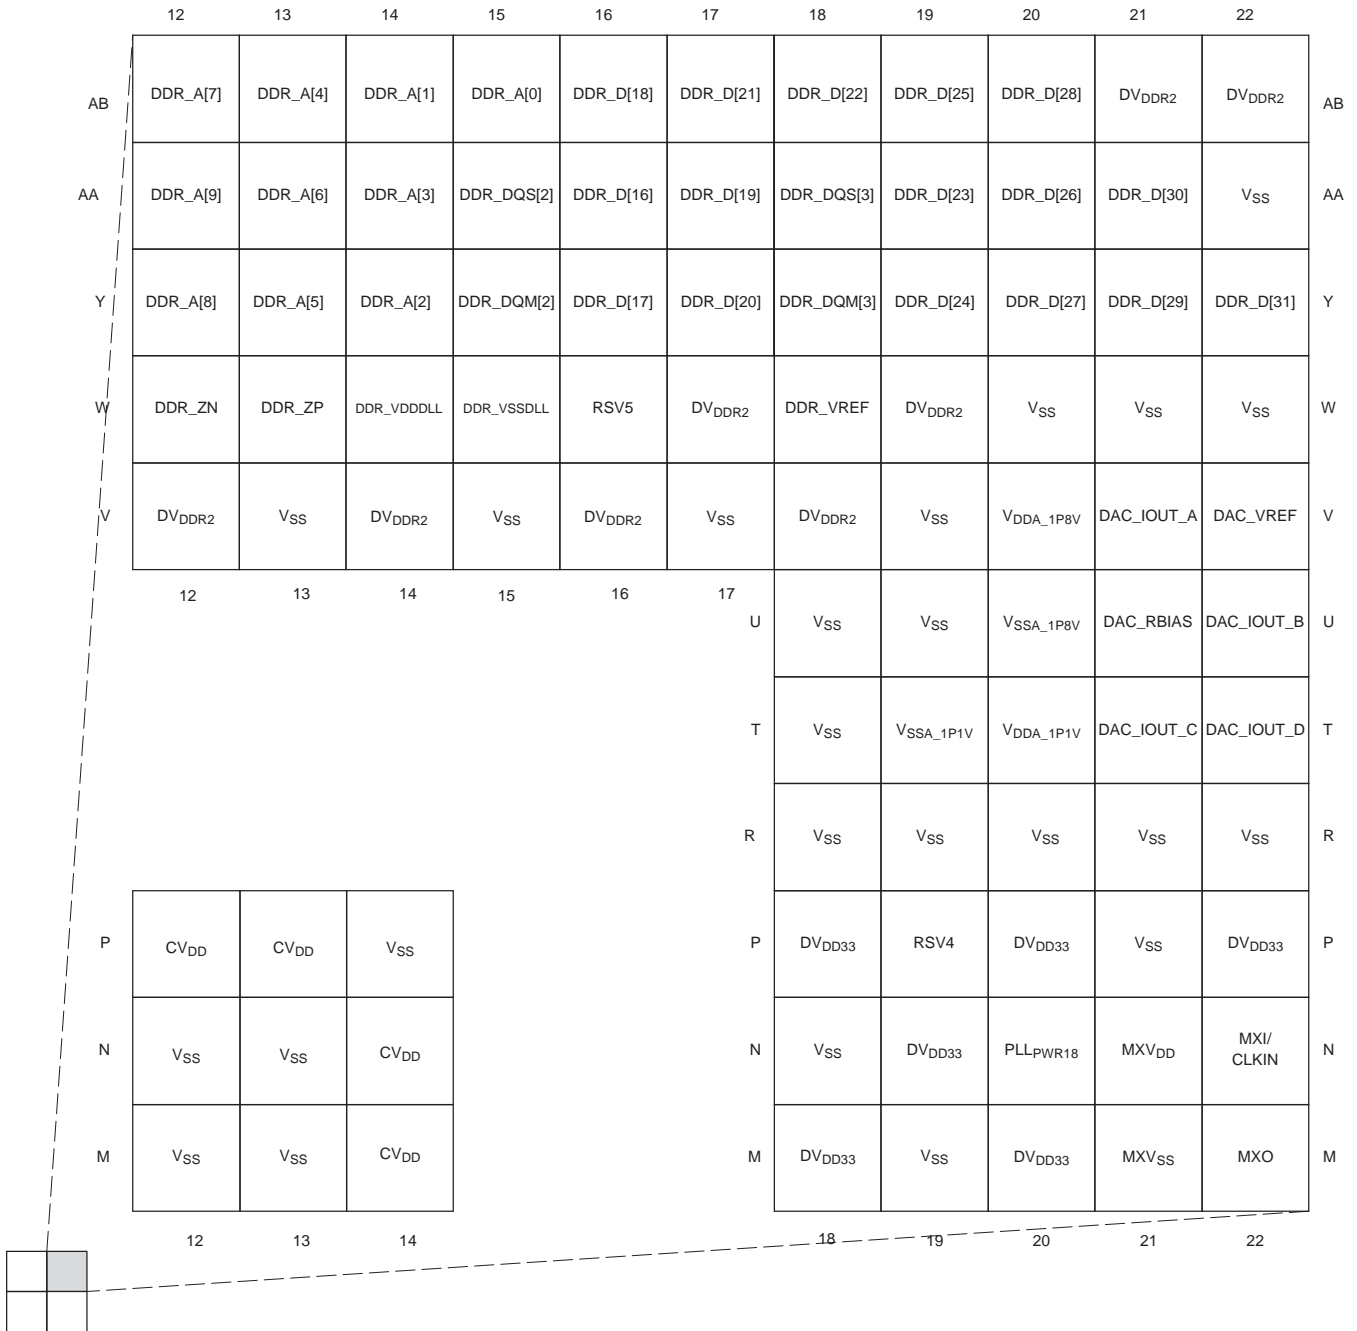 12 13 14 15 16 17 18 19 20 21 22
AB DDR_A[7] DDR_A[4] DDR_A[1] DDR_A[0] DDR_D[18] DDR_D[21] DDR_D[22] DDR_D[25] DDR_D[28] DVDDR2 DVDDR2 AB
AA DDR_A[9] DDR_A[6] DDR_A[3] DDR_DQS[2] DDR_D[16] DDR_D[19] DDR_DQS[3] DDR_D[23] DDR_D[26] DDR_D[30] VSS AA
Y DDR_A[8] DDR_A[5] DDR_A[2] DDR_DQM[2] DDR_D[17] DDR_D[20] DDR_DQM[3] DDR_D[24] DDR_D[27] DDR_D[29] DDR_D[31] Y
W DDR_ZN DDR_ZP DDR_VDDDLL DDR_VSSDLL RSV5 DVDDR2 DDR_VREF DVDDR2 VSS VSS VSS W
V DVDDR2 VSS DVDDR2 VSS DVDDR2 VSS DVDDR2 VSS VDDA_1P8V DAC_IOUT_A DAC_VREF V
12 13 14 15 16 17
U VSS VSS VSSA_1P8V DAC_RBIAS DAC_IOUT_B U
T VSS VSSA_1P1V VDDA_1P1V DAC_IOUT_C DAC_IOUT_D T
R VSS VSS VSS VSS VSS R
P CVDD CVDD VSS P DVDD33 RSV4 DVDD33 VSS DVDD33 P
N VSS VSS CVDD N VSS DVDD33 PLLPWR18 MXVDD MXI/ CLKIN N
M VSS VSS CVDD M DVDD33 VSS DVDD33 MXVSS MXO M
12 13 14 18 19 20 21 22